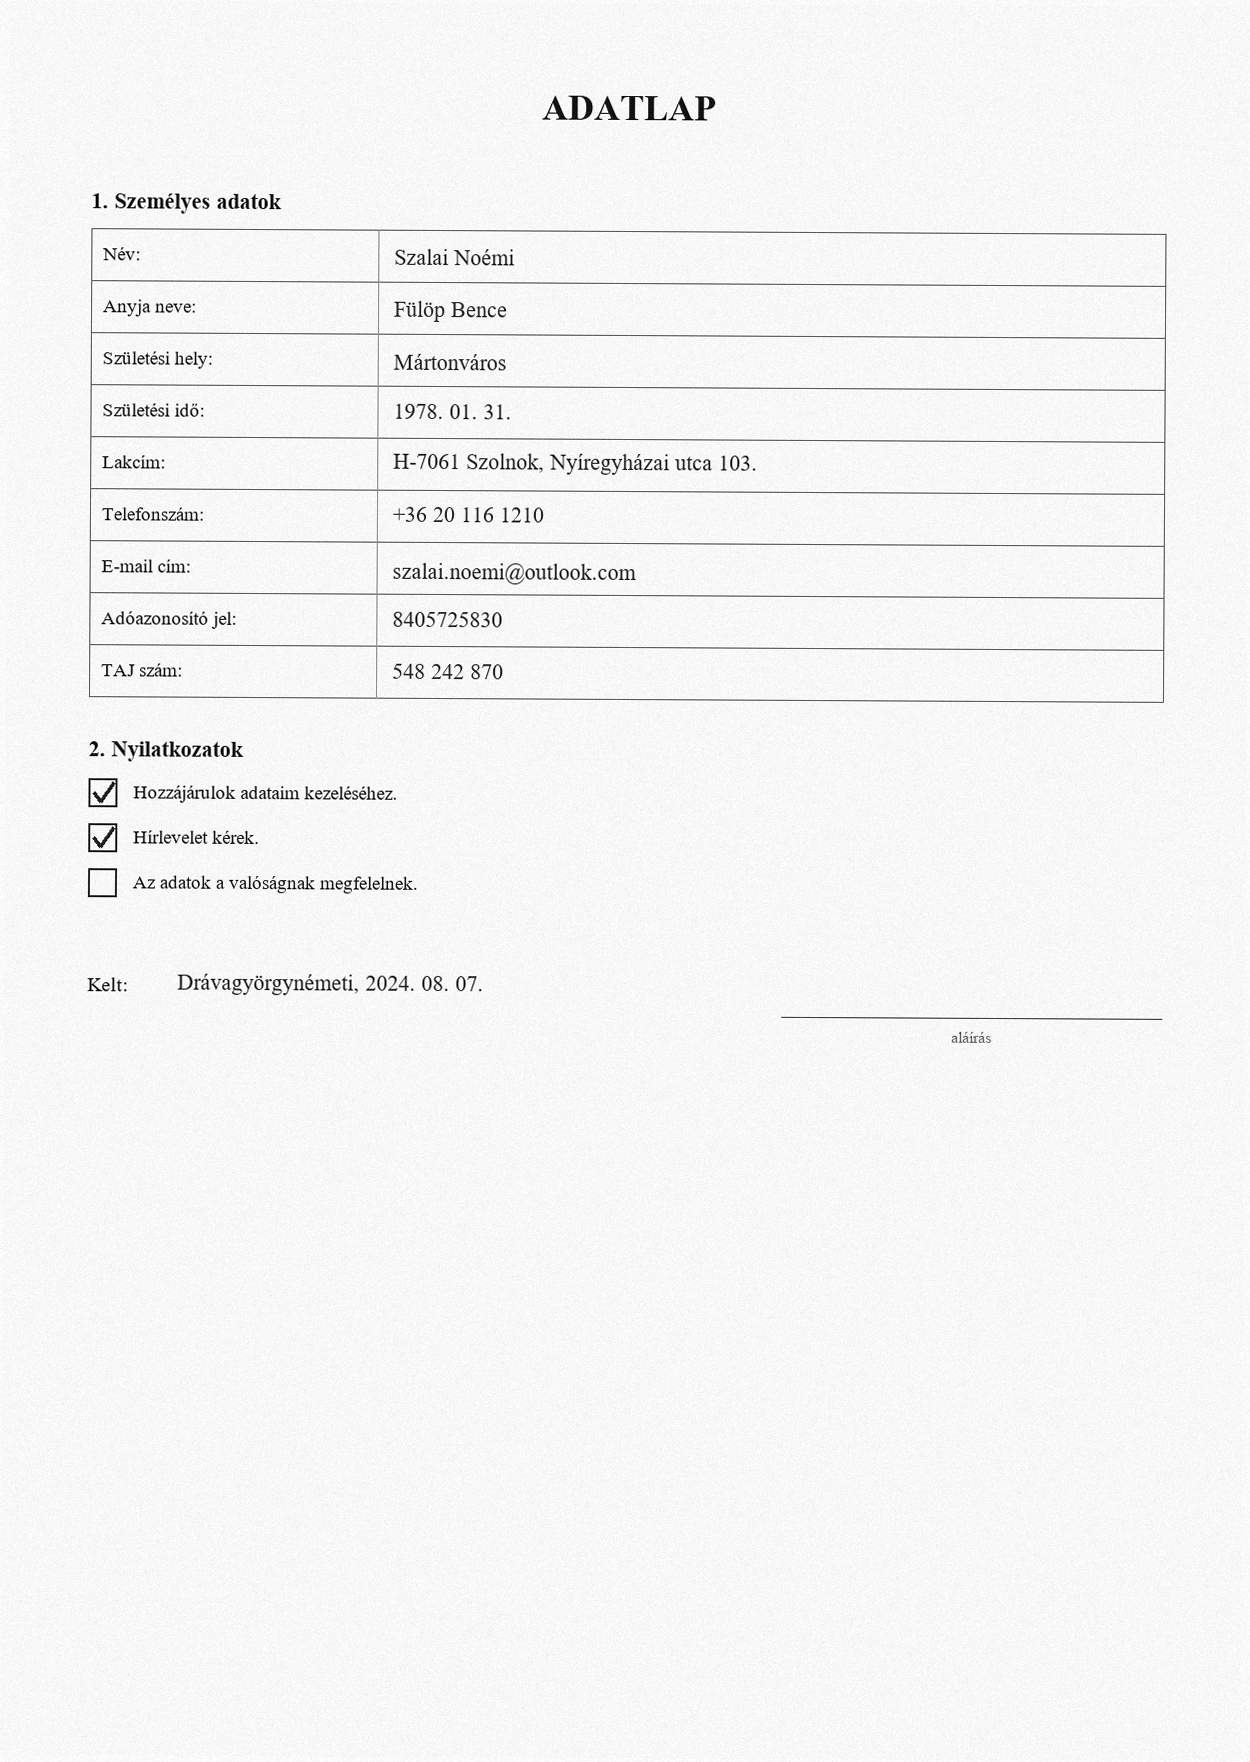 ADATLAP
1. Személyes adatok
Név: Szalai Noémi
Anyja neve: Fülöp Bence
Születési hely: Mártonváros
Születési idő: 1978. 01. 31.
Lakcím: H-7061 Szolnok, Nyíregyházai utca 103.
Telefonszám: +36 20 116 1210
E-mail cím: szalai.noemi@outlook.com
Adóazonosító jel: 8405725830
TAJ szám: 548 242 870
2. Nyilatkozatok
Hozzájárulok adataim kezeléséhez.
Hírlevelet kérek.
Az adatok a valóságnak megfelelnek.
Kelt: Drávagyörgynémeti, 2024. 08. 07.
aláírás